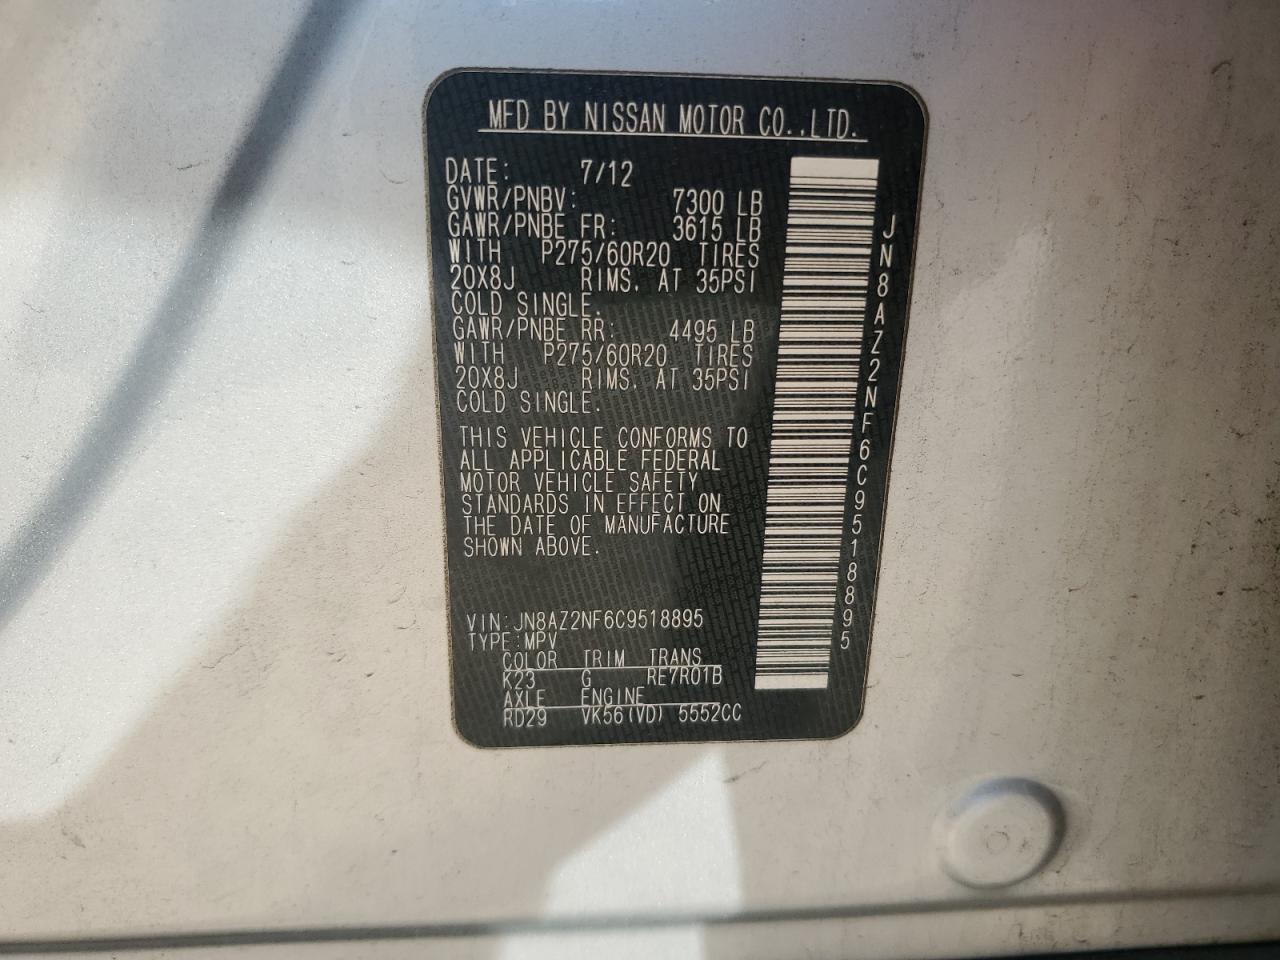 MFD BY NISSAN MOTOR CO.,LTD.
DATE: 7/12
GVWR/PNBV: 7300 LB
GAWR/PNBE FR: 3615 LB
WITH P275/60R20 TIRES
20X8J RIMS. AT 35PSI
COLD SINGLE.
GAWR/PNBE RR: 4495 LB
WITH P275/60R20 TIRES
20X8J RIMS. AT 35PSI
COLD SINGLE.
THIS VEHICLE CONFORMS TO
ALL APPLICABLE FEDERAL
MOTOR VEHICLE SAFETY
STANDARDS IN EFFECT ON
THE DATE OF MANUFACTURE
SHOWN ABOVE.
VIN:JN8AZ2NF6C9518895
TYPE:MPV
COLOR TRIM TRANS
K23 G RE7R01B
AXLE ENGINE
RD29 VK56(VD) 5552CC
JN8AZ2NF6C9518895